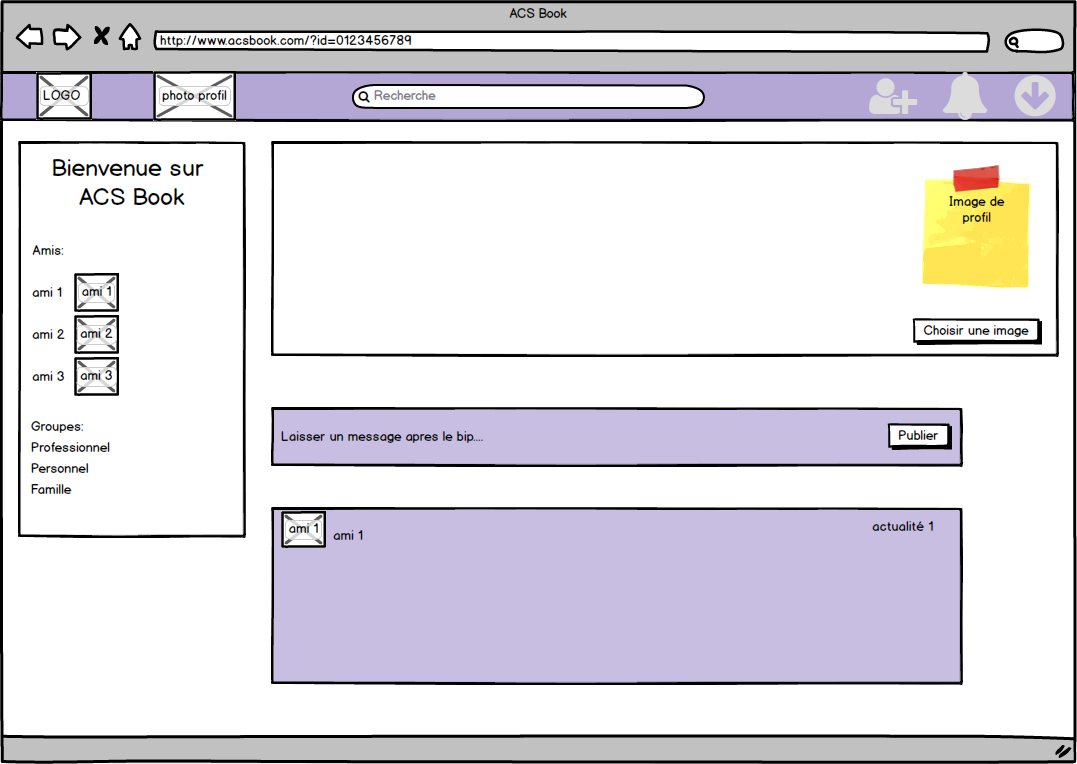 ACS Book
http://www.acsbook.com/?id=0123456789
LOGO
photo profil
Recherche
Bienvenue sur
ACS Book
Amis:
ami 1 ami 1
ami 2 ami 2
ami 3 ami 3
Groupes:
Professionnel
Personnel
Famille
Image de
profil
Choisir une image
Laisser un message apres le bip....
Publier
ami 1
ami 1
actualité 1